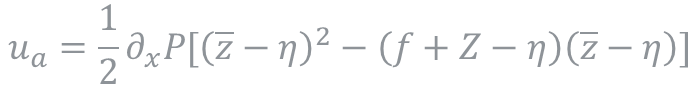 $u_a = \frac{1}{2} \partial_x P[(\overline{z} - \eta)^2 - (f + Z - \eta)(\overline{z} - \eta)]$